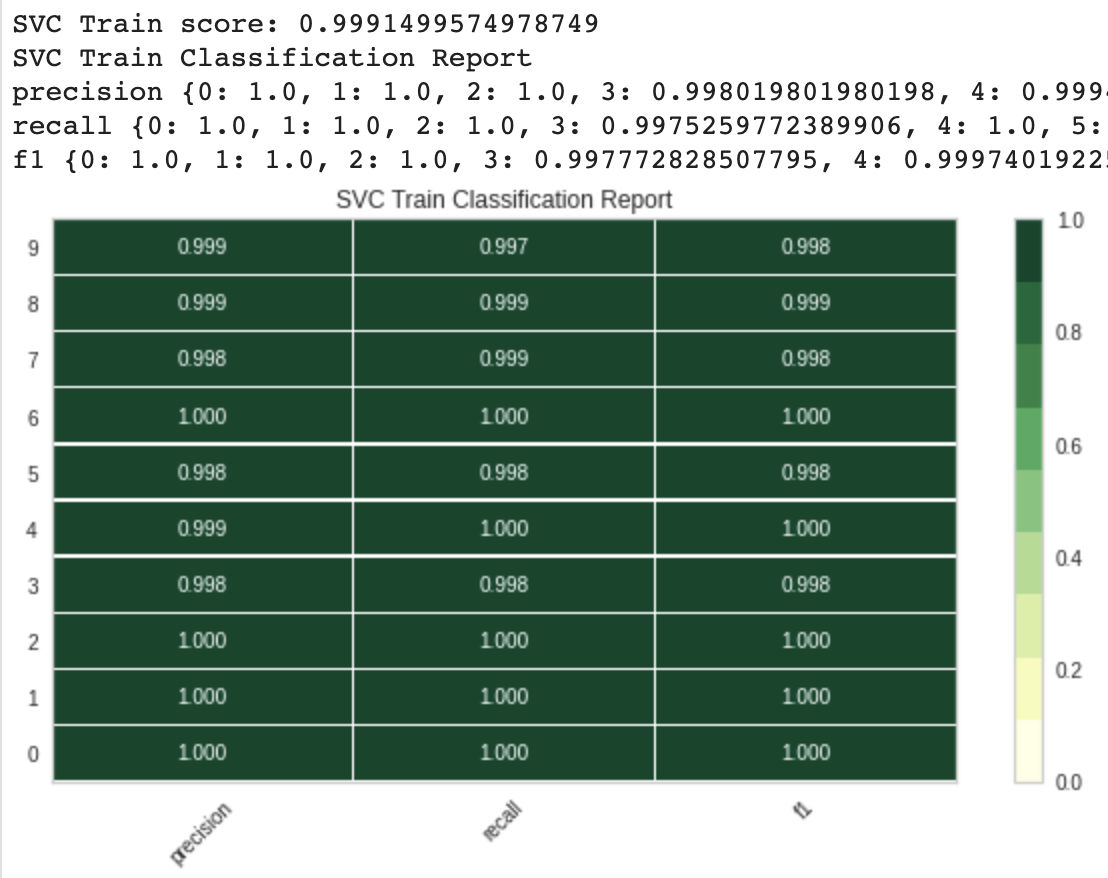 SVC Train score: 0.9991499574978749
SVC Train Classification Report
precision {0: 1.0, 1: 1.0, 2: 1.0, 3: 0.998019801980198, 4: 0.999
recall {0: 1.0, 1: 1.0, 2: 1.0, 3: 0.9975259772389906, 4: 1.0, 5:
f1 {0: 1.0, 1: 1.0, 2: 1.0, 3: 0.997772828507795, 4: 0.9997401922
SVC Train Classification Report
9 0.999 0.997 0.998 1.0
8 0.999 0.999 0.999
7 0.998 0.999 0.998 0.8
6 1.000 1.000 1.000
5 0.998 0.998 0.998 0.6
4 0.999 1.000 1.000 0.4
3 0.998 0.998 0.998
2 1.000 1.000 1.000 0.2
1 1.000 1.000 1.000
0 1.000 1.000 1.000 0.0
precision recall f1